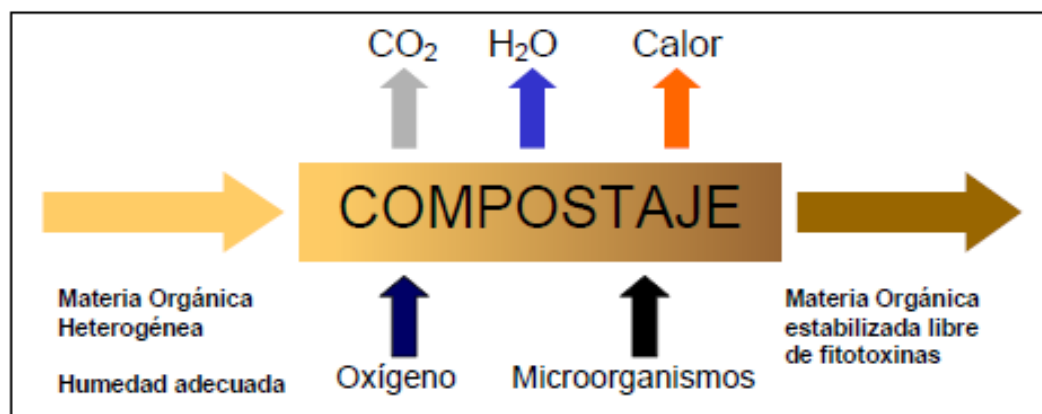 CO₂ H₂O Calor
COMPOSTAJE
Materia Orgánica
Heterogénea
Humedad adecuada
Oxígeno
Microorganismos
Materia Orgánica
estabilizada libre
de fitotoxinas